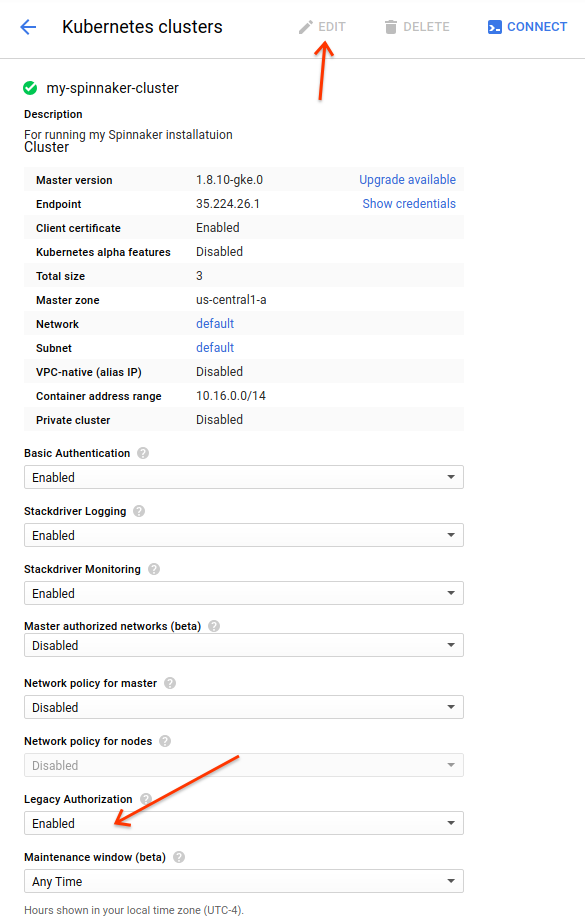 Kubernetes clusters EDIT DELETE CONNECT
my-spinnaker-cluster
Description
For running my Spinnaker installatuion
Cluster
Master version 1.8.10-gke.0 Upgrade available
Endpoint 35.224.26.1 Show credentials
Client certificate Enabled
Kubernetes alpha features Disabled
Total size 3
Master zone us-central1-a
Network default
Subnet default
VPC-native (alias IP) Disabled
Container address range 10.16.0.0/14
Private cluster Disabled
Basic Authentication ?
Enabled
Stackdriver Logging ?
Enabled
Stackdriver Monitoring ?
Enabled
Master authorized networks (beta) ?
Disabled
Network policy for master ?
Disabled
Network policy for nodes ?
Disabled
Legacy Authorization ?
Enabled
Maintenance window (beta) ?
Any Time
Hours shown in your local time zone (UTC-4).